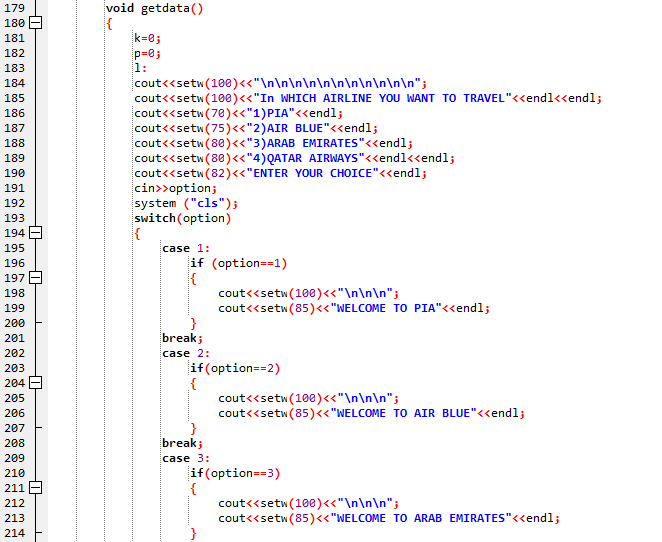 179 void getdata()
180 {
181 k=0;
182 p=0;
183 l:
184 cout<<setw(100)<<"\n\n\n\n\n\n\n\n\n\n\n";
185 cout<<setw(100)<<"In WHICH AIRLINE YOU WANT TO TRAVEL"<<endl<<endl;
186 cout<<setw(70)<<"1)PIA"<<endl;
187 cout<<setw(75)<<"2)AIR BLUE"<<endl;
188 cout<<setw(80)<<"3)ARAB EMIRATES"<<endl;
189 cout<<setw(80)<<"4)QATAR AIRWAYS"<<endl<<endl;
190 cout<<setw(82)<<"ENTER YOUR CHOICE"<<endl;
191 cin>>option;
192 system ("cls");
193 switch(option)
194 {
195 case 1:
196 if (option==1)
197 {
198 cout<<setw(100)<<"\n\n\n";
199 cout<<setw(85)<<"WELCOME TO PIA"<<endl;
200 }
201 break;
202 case 2:
203 if(option==2)
204 {
205 cout<<setw(100)<<"\n\n\n";
206 cout<<setw(85)<<"WELCOME TO AIR BLUE"<<endl;
207 }
208 break;
209 case 3:
210 if(option==3)
211 {
212 cout<<setw(100)<<"\n\n\n";
213 cout<<setw(85)<<"WELCOME TO ARAB EMIRATES"<<endl;
214 }